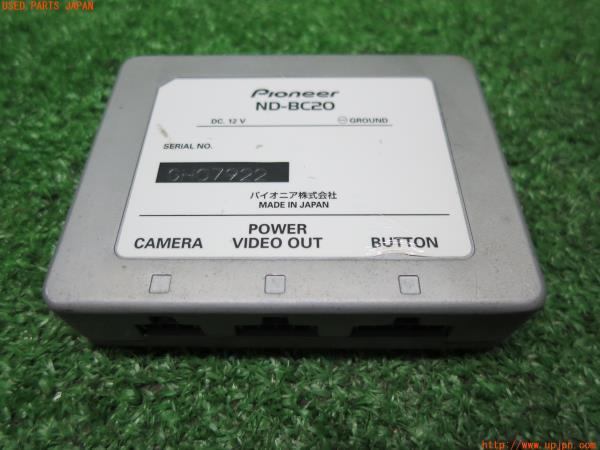 USED PARTS JAPAN
Pioneer
ND-BC20
DC. 12 V ⊖ GROUND
SERIAL NO.
パイオニア株式会社
MADE IN JAPAN
CAMERA
POWER
VIDEO OUT
BUTTON
http://www.upjpn.com